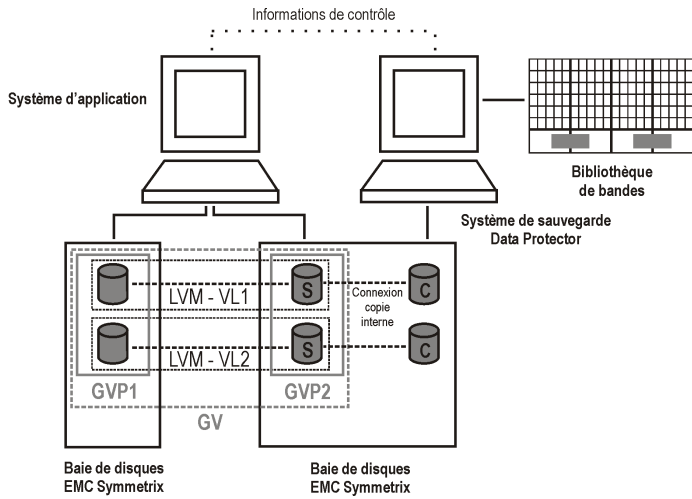 Informations de contrôle
Système d'application
Bibliothèque
de bandes
Système de sauvegarde
Data Protector
S
C
LVM - VL1
Connexion
copie
interne
S
C
LVM - VL2
GVP1
GVP2
GV
Baie de disques
EMC Symmetrix
Baie de disques
EMC Symmetrix